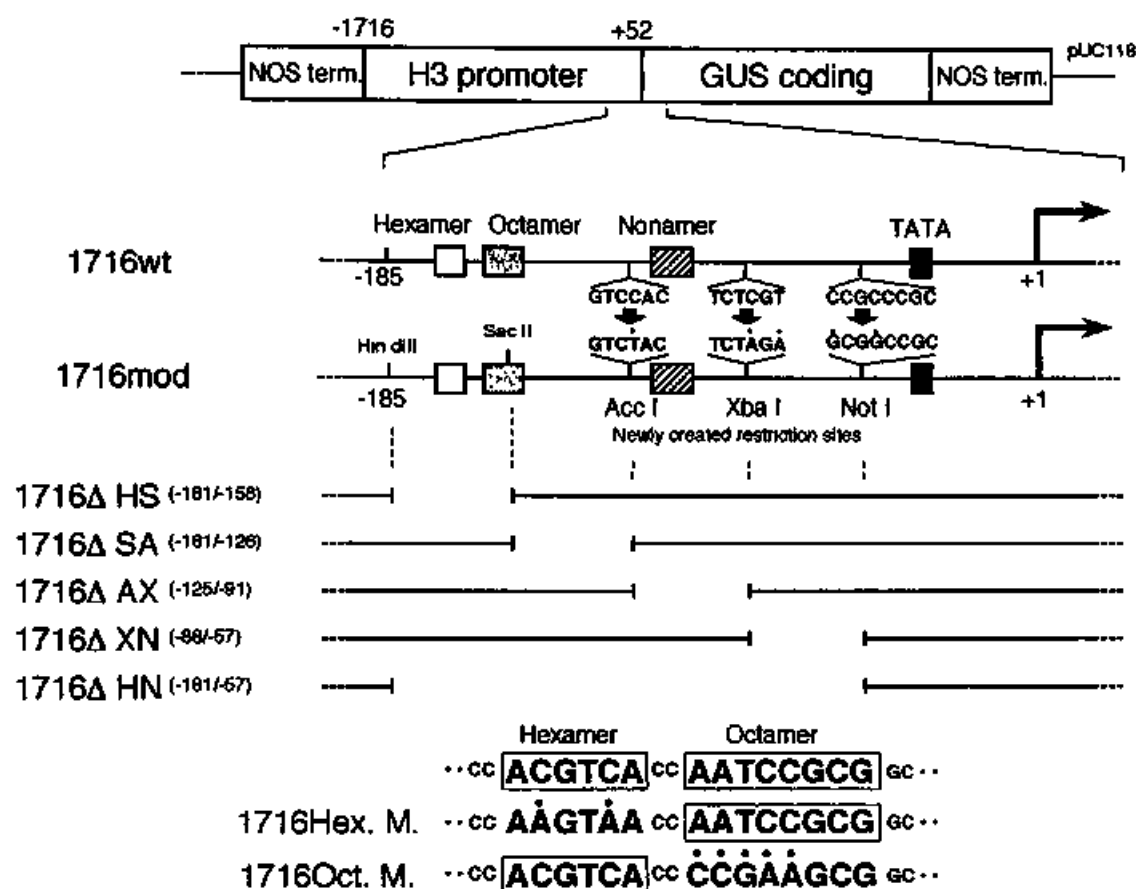 -1716 +52
NOS term. H3 promoter GUS coding NOS term. pUC118
Hexamer Octamer Nonamer TATA
1716wt
-185 +1
GTCCAC TCTCGT CCGCCCGC
Hin dIII Sac II GTCTAC TCTAGA GCGGCCGC
1716mod
-185 Acc I Xba I Not I +1
Newly created restriction sites
1716Δ HS (-181/-158)
1716Δ SA (-161/-126)
1716Δ AX (-125/-91)
1716Δ XN (-88/-57)
1716Δ HN (-181/-57)
Hexamer Octamer
··CC ACGTCA CC AATCCGCG GC··
1716Hex. M. ··CC AAGTAA CC AATCCGCG GC··
1716Oct. M. ··CC ACGTCA CC CCGAAGCG GC··